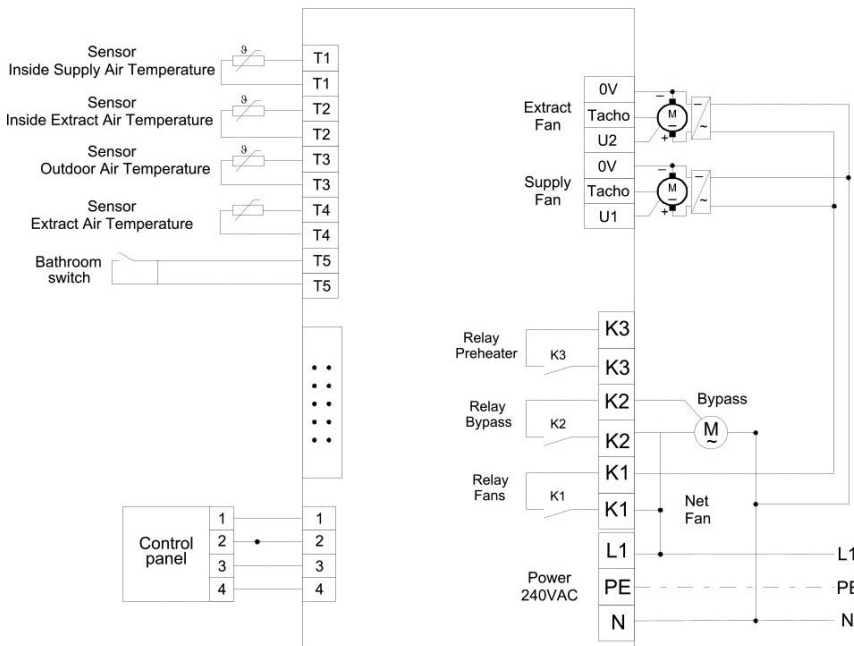 Sensor
Inside Supply Air Temperature
ϑ
T1
T1
Sensor
Inside Extract Air Temperature
ϑ
T2
T2
Sensor
Outdoor Air Temperature
ϑ
T3
T3
Sensor
Extract Air Temperature
T4
T4
Bathroom
switch
T5
T5
Control
panel
1
2
3
4
1
2
3
4
Extract
Fan
0V
Tacho
U2
−
M
−
+
−
~
Supply
Fan
0V
Tacho
U1
−
M
−
+
−
~
Relay
Preheater
K3
K3
K3
Relay
Bypass
K2
K2
K2
Bypass
M
~
Relay
Fans
K1
K1
K1
Net
Fan
Power
240VAC
L1
PE
N
L1
PE
N